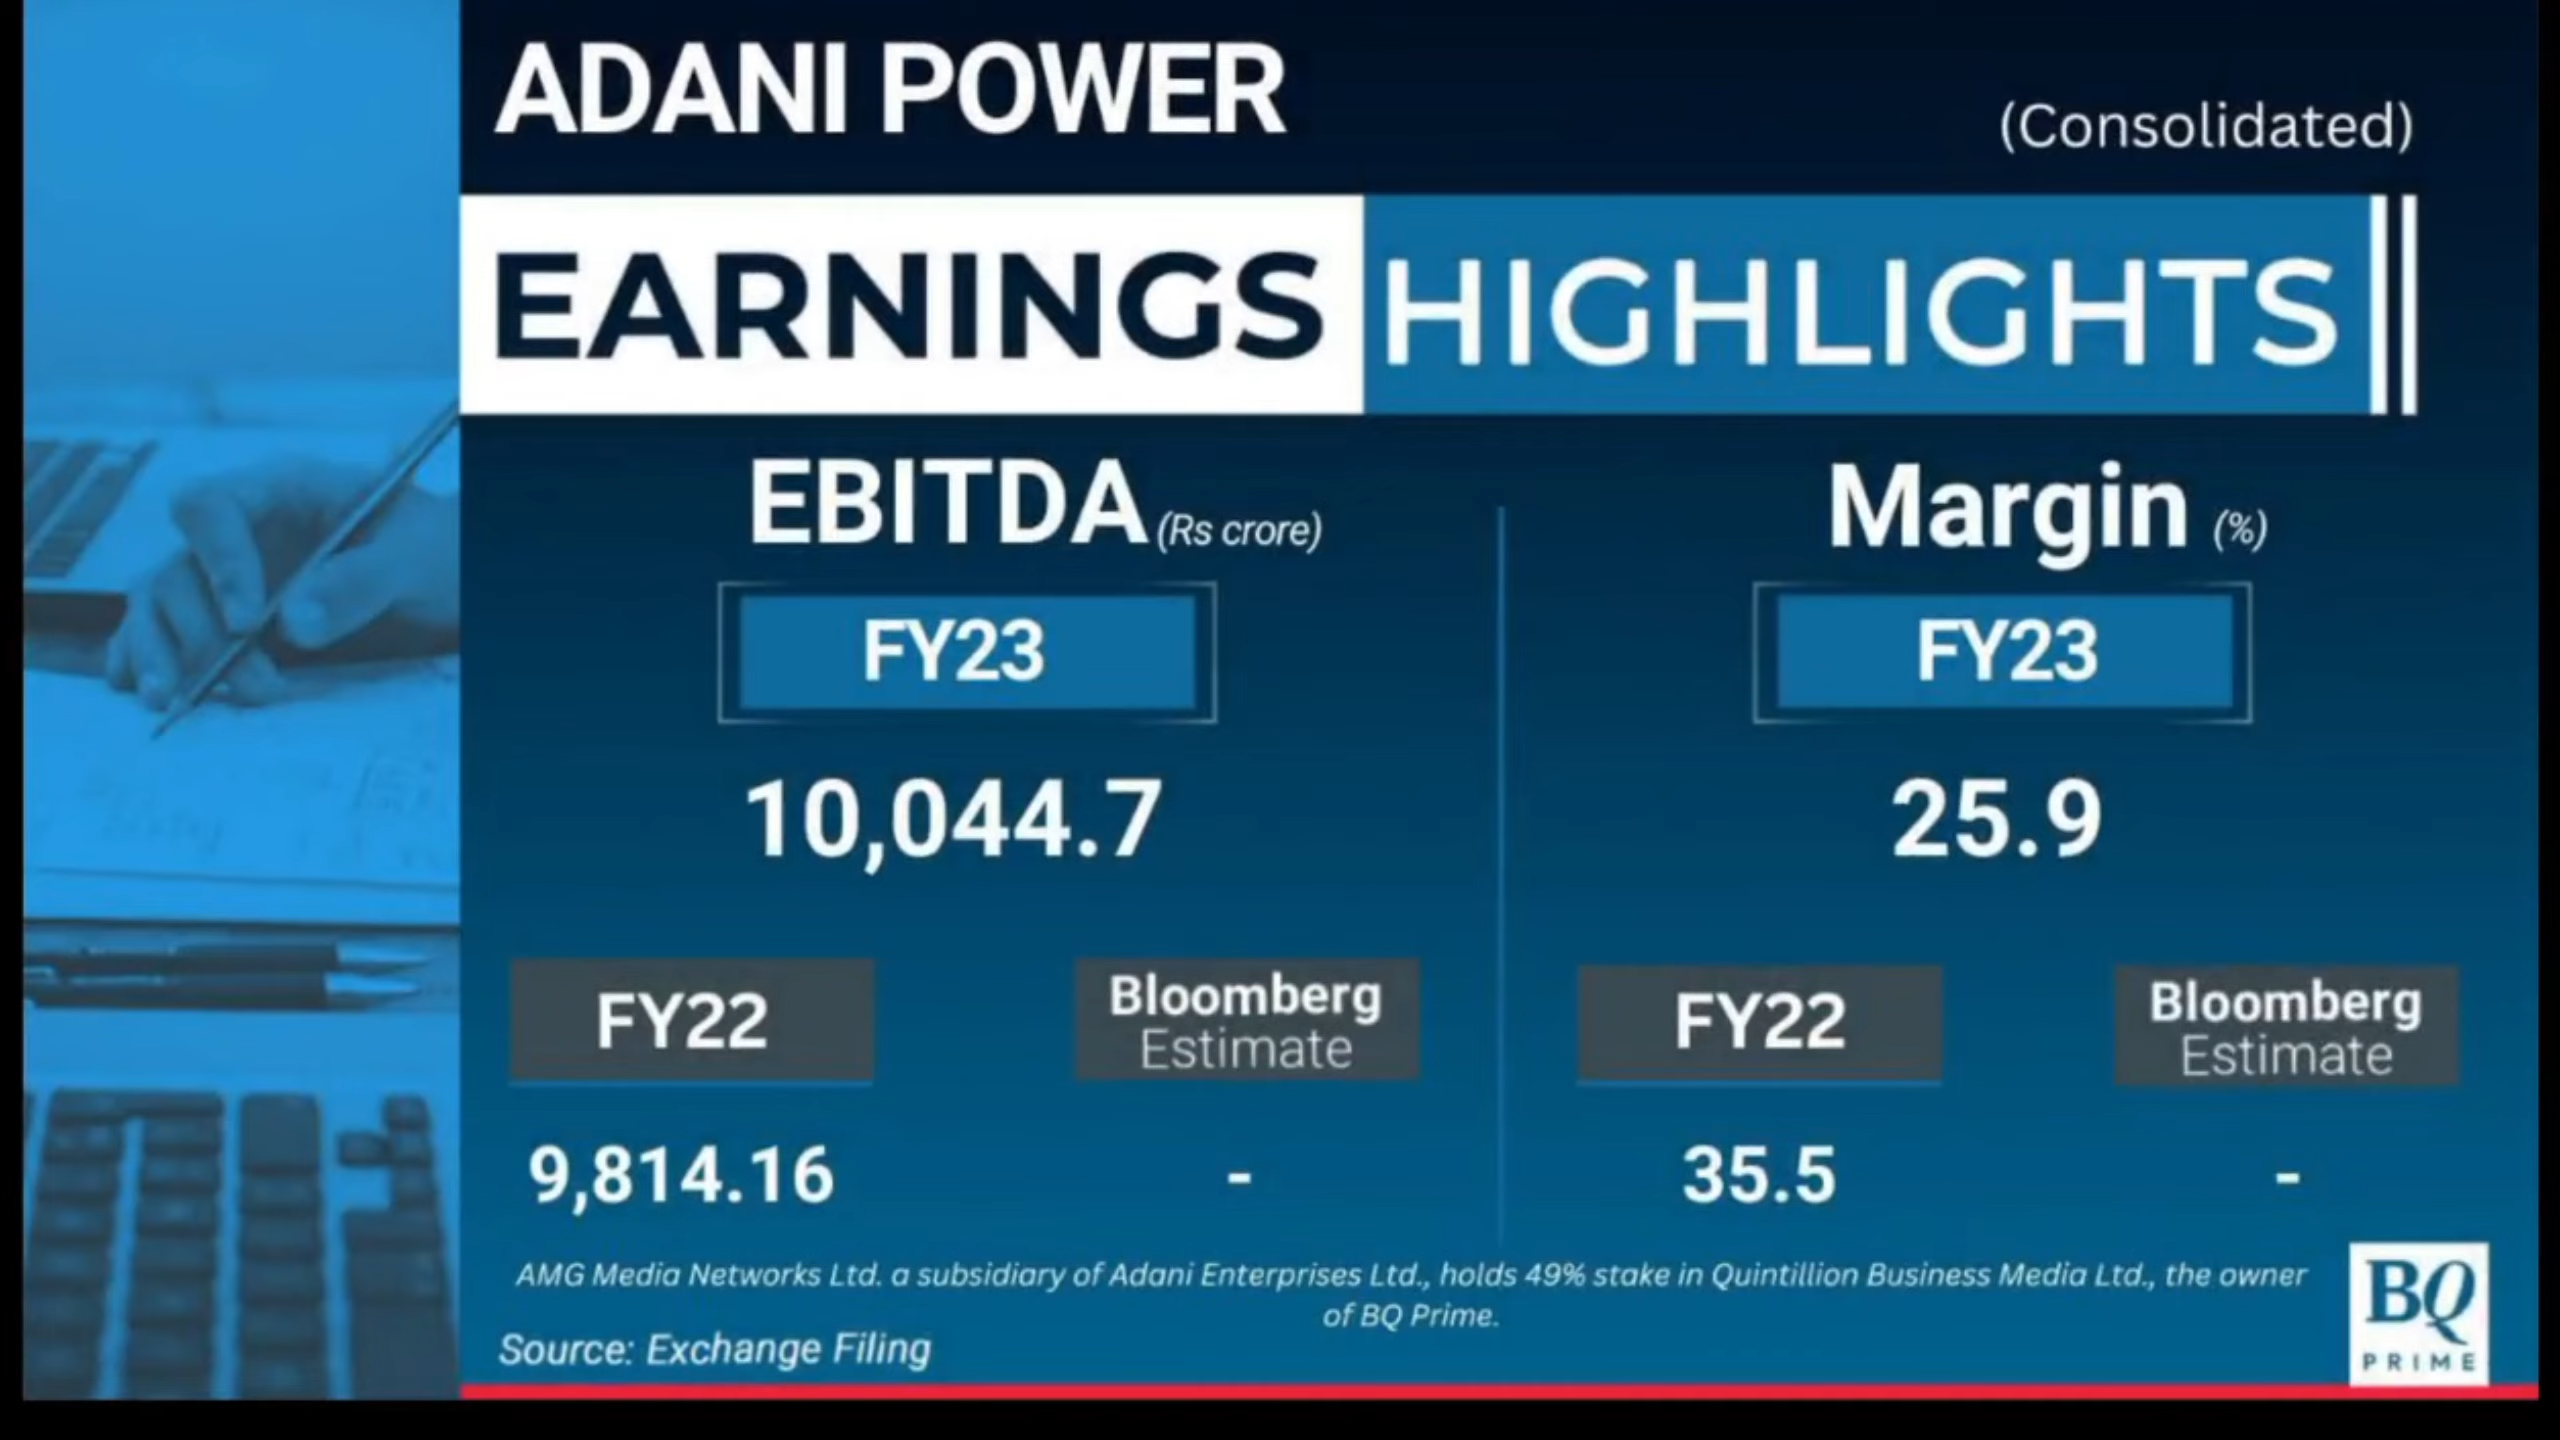 ADANI POWER
(Consolidated)
EARNINGS HIGHLIGHTS
EBITDA (Rs crore)
Margin (%)
FY23
FY23
10,044.7
25.9
FY22
Bloomberg
Estimate
FY22
Bloomberg
Estimate
9,814.16
-
35.5
-
AMG Media Networks Ltd. a subsidiary of Adani Enterprises Ltd., holds 49% stake in Quintillion Business Media Ltd., the owner
of BQ Prime.
Source: Exchange Filing
BQ
PRIME